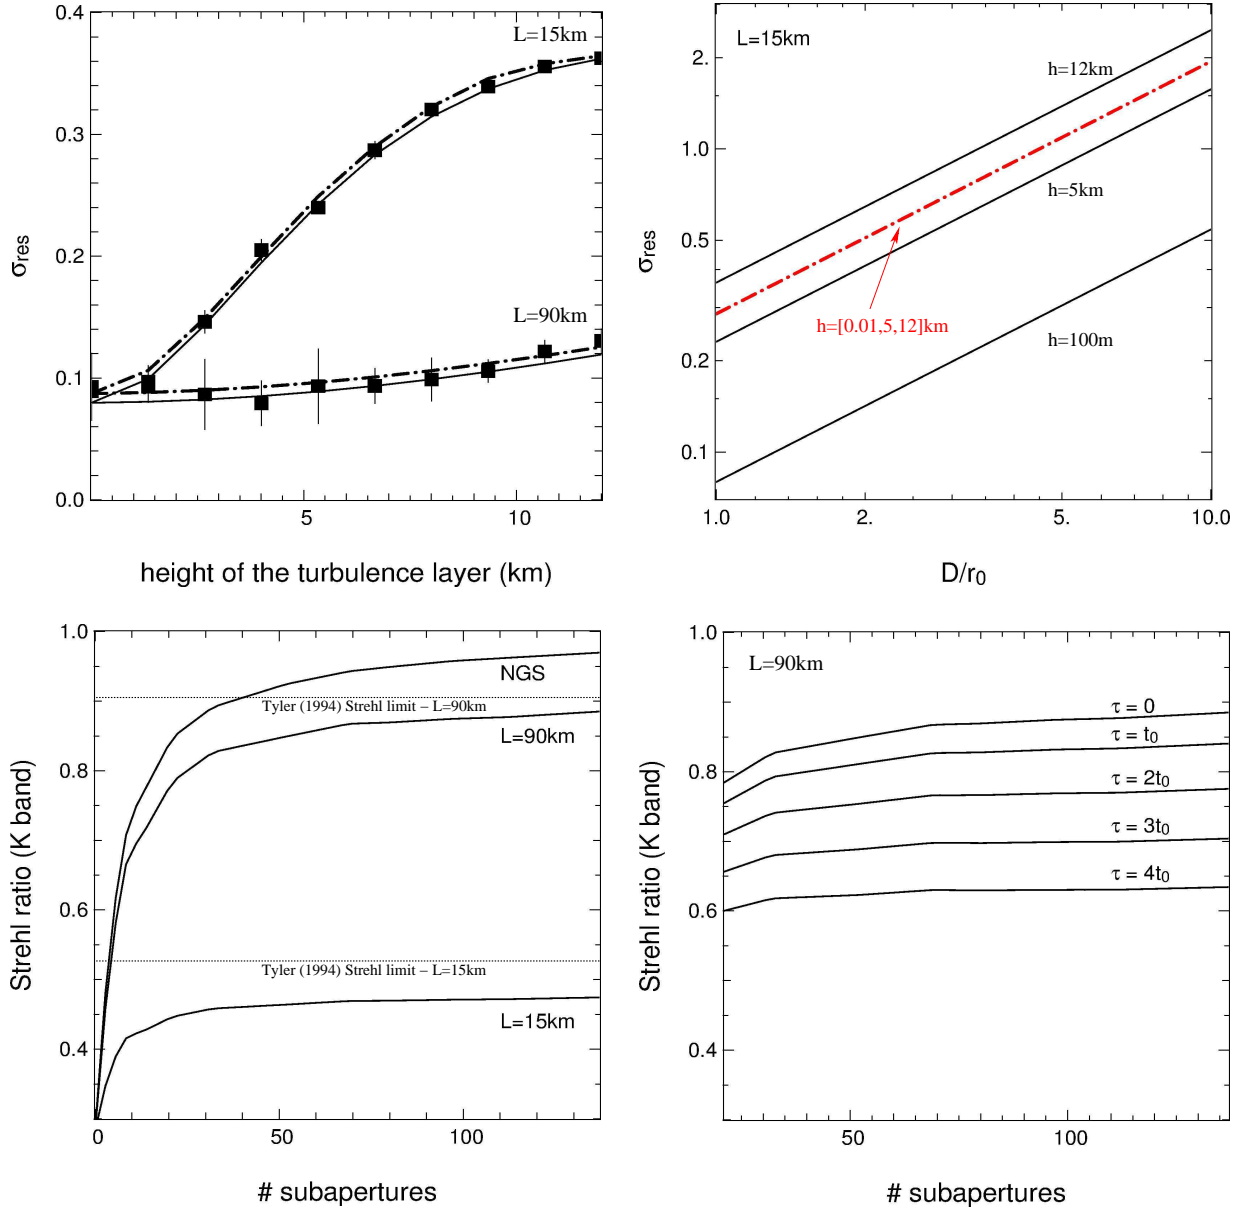 0.4
0.3
0.2
0.1
0.0
σres
L=15km
L=90km
5
10
height of the turbulence layer (km)
2.
1.0
0.5
0.2
0.1
σres
L=15km
h=12km
h=5km
h=[0.01,5,12]km
h=100m
1.0
2.
5.
10.0
D/r0
1.0
0.8
0.6
0.4
Strehl ratio (K band)
NGS
Tyler (1994) Strehl limit – L=90km
L=90km
Tyler (1994) Strehl limit – L=15km
L=15km
0
50
100
# subapertures
1.0
0.8
0.6
0.4
Strehl ratio (K band)
L=90km
τ = 0
τ = t0
τ = 2t0
τ = 3t0
τ = 4t0
50
100
# subapertures